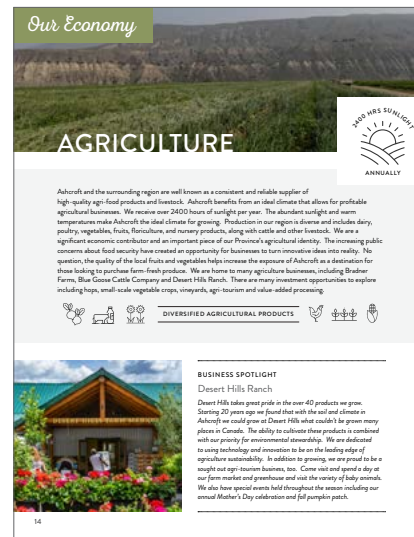 Our Economy
2400 HRS SUNLIGHT
ANNUALLY
AGRICULTURE
Ashcroft and the surrounding region are well known as a consistent and reliable supplier of
high-quality agri-food products and livestock. Ashcroft benefits from an ideal climate that allows for profitable
agricultural businesses. We receive over 2400 hours of sunlight per year. The abundant sunlight and warm
temperatures make Ashcroft the ideal climate for growing. Production in our region is diverse and includes dairy,
poultry, vegetables, fruits, floriculture, and nursery products, along with cattle and other livestock. We are a
significant economic contributor and an important piece of our Province's agricultural identity. The increasing public
concerns about food security have created an opportunity for businesses to turn innovative ideas into reality. No
question, the quality of the local fruits and vegetables helps increase the exposure of Ashcroft as a destination for
those looking to purchase farm-fresh produce. We are home to many agriculture businesses, including Bradner
Farms, Blue Goose Cattle Company and Desert Hills Ranch. There are many investment opportunities to explore
including hops, small-scale vegetable crops, vineyards, agri-tourism and value-added processing.
DIVERSIFIED AGRICULTURAL PRODUCTS
BUSINESS SPOTLIGHT
Desert Hills Ranch
Desert Hills takes great pride in the over 40 products we grow.
Starting 20 years ago we found that with the soil and climate in
Ashcroft we could grow at Desert Hills what couldn't be grown many
places in Canada. The ability to cultivate these products is combined
with our priority for environmental stewardship. We are dedicated
to using technology and innovation to be on the leading edge of
agriculture sustainability. In addition to growing, we are proud to be a
sought out agri-tourism business, too. Come visit and spend a day at
our farm market and greenhouse and visit the variety of baby animals.
We also have special events held throughout the season including our
annual Mother's Day celebration and fall pumpkin patch.
14